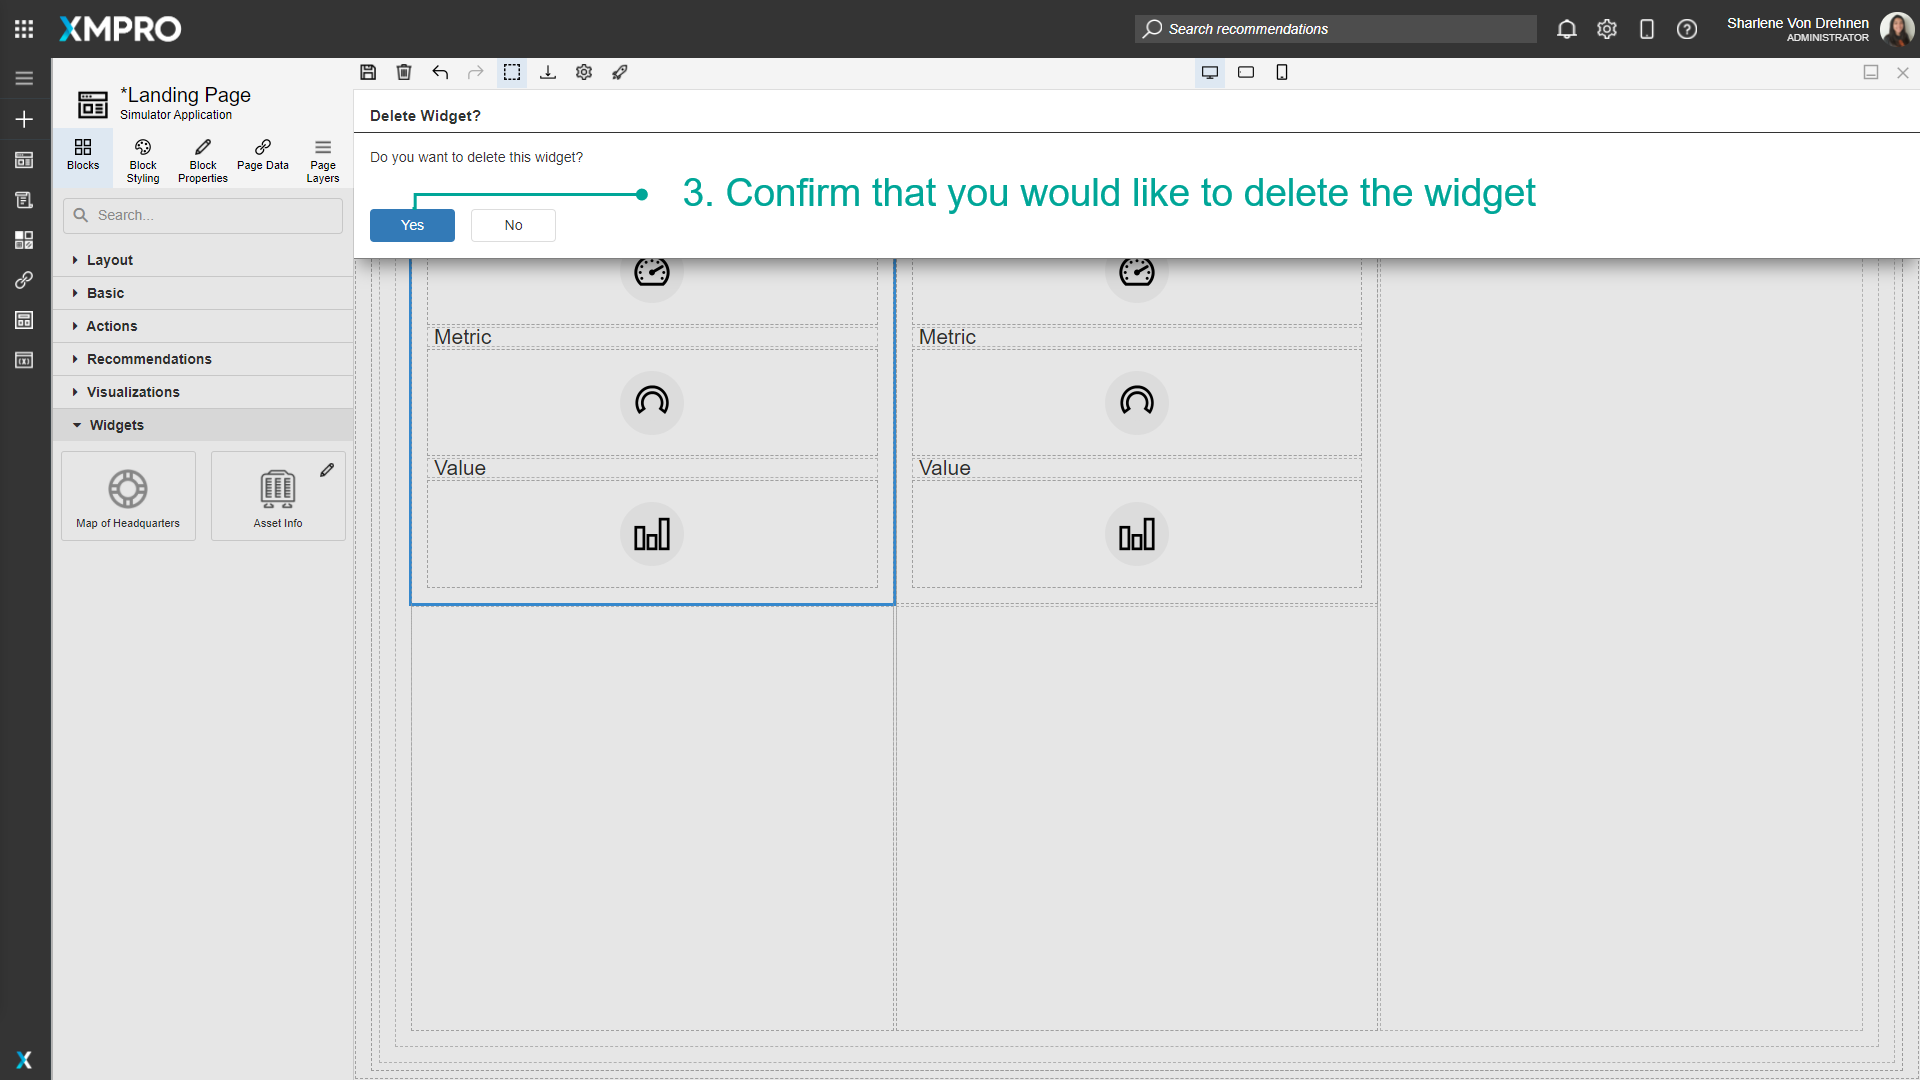 XMPRO
Search recommendations
Sharlene Von Drehnen
ADMINISTRATOR
*Landing Page
Simulator Application
Blocks
Block Styling
Block Properties
Page Data
Page Layers
Search...
Layout
Basic
Actions
Recommendations
Visualizations
Widgets
Map of Headquarters
Asset Info
Delete Widget?
Do you want to delete this widget?
3. Confirm that you would like to delete the widget
Yes
No
Metric
Metric
Value
Value